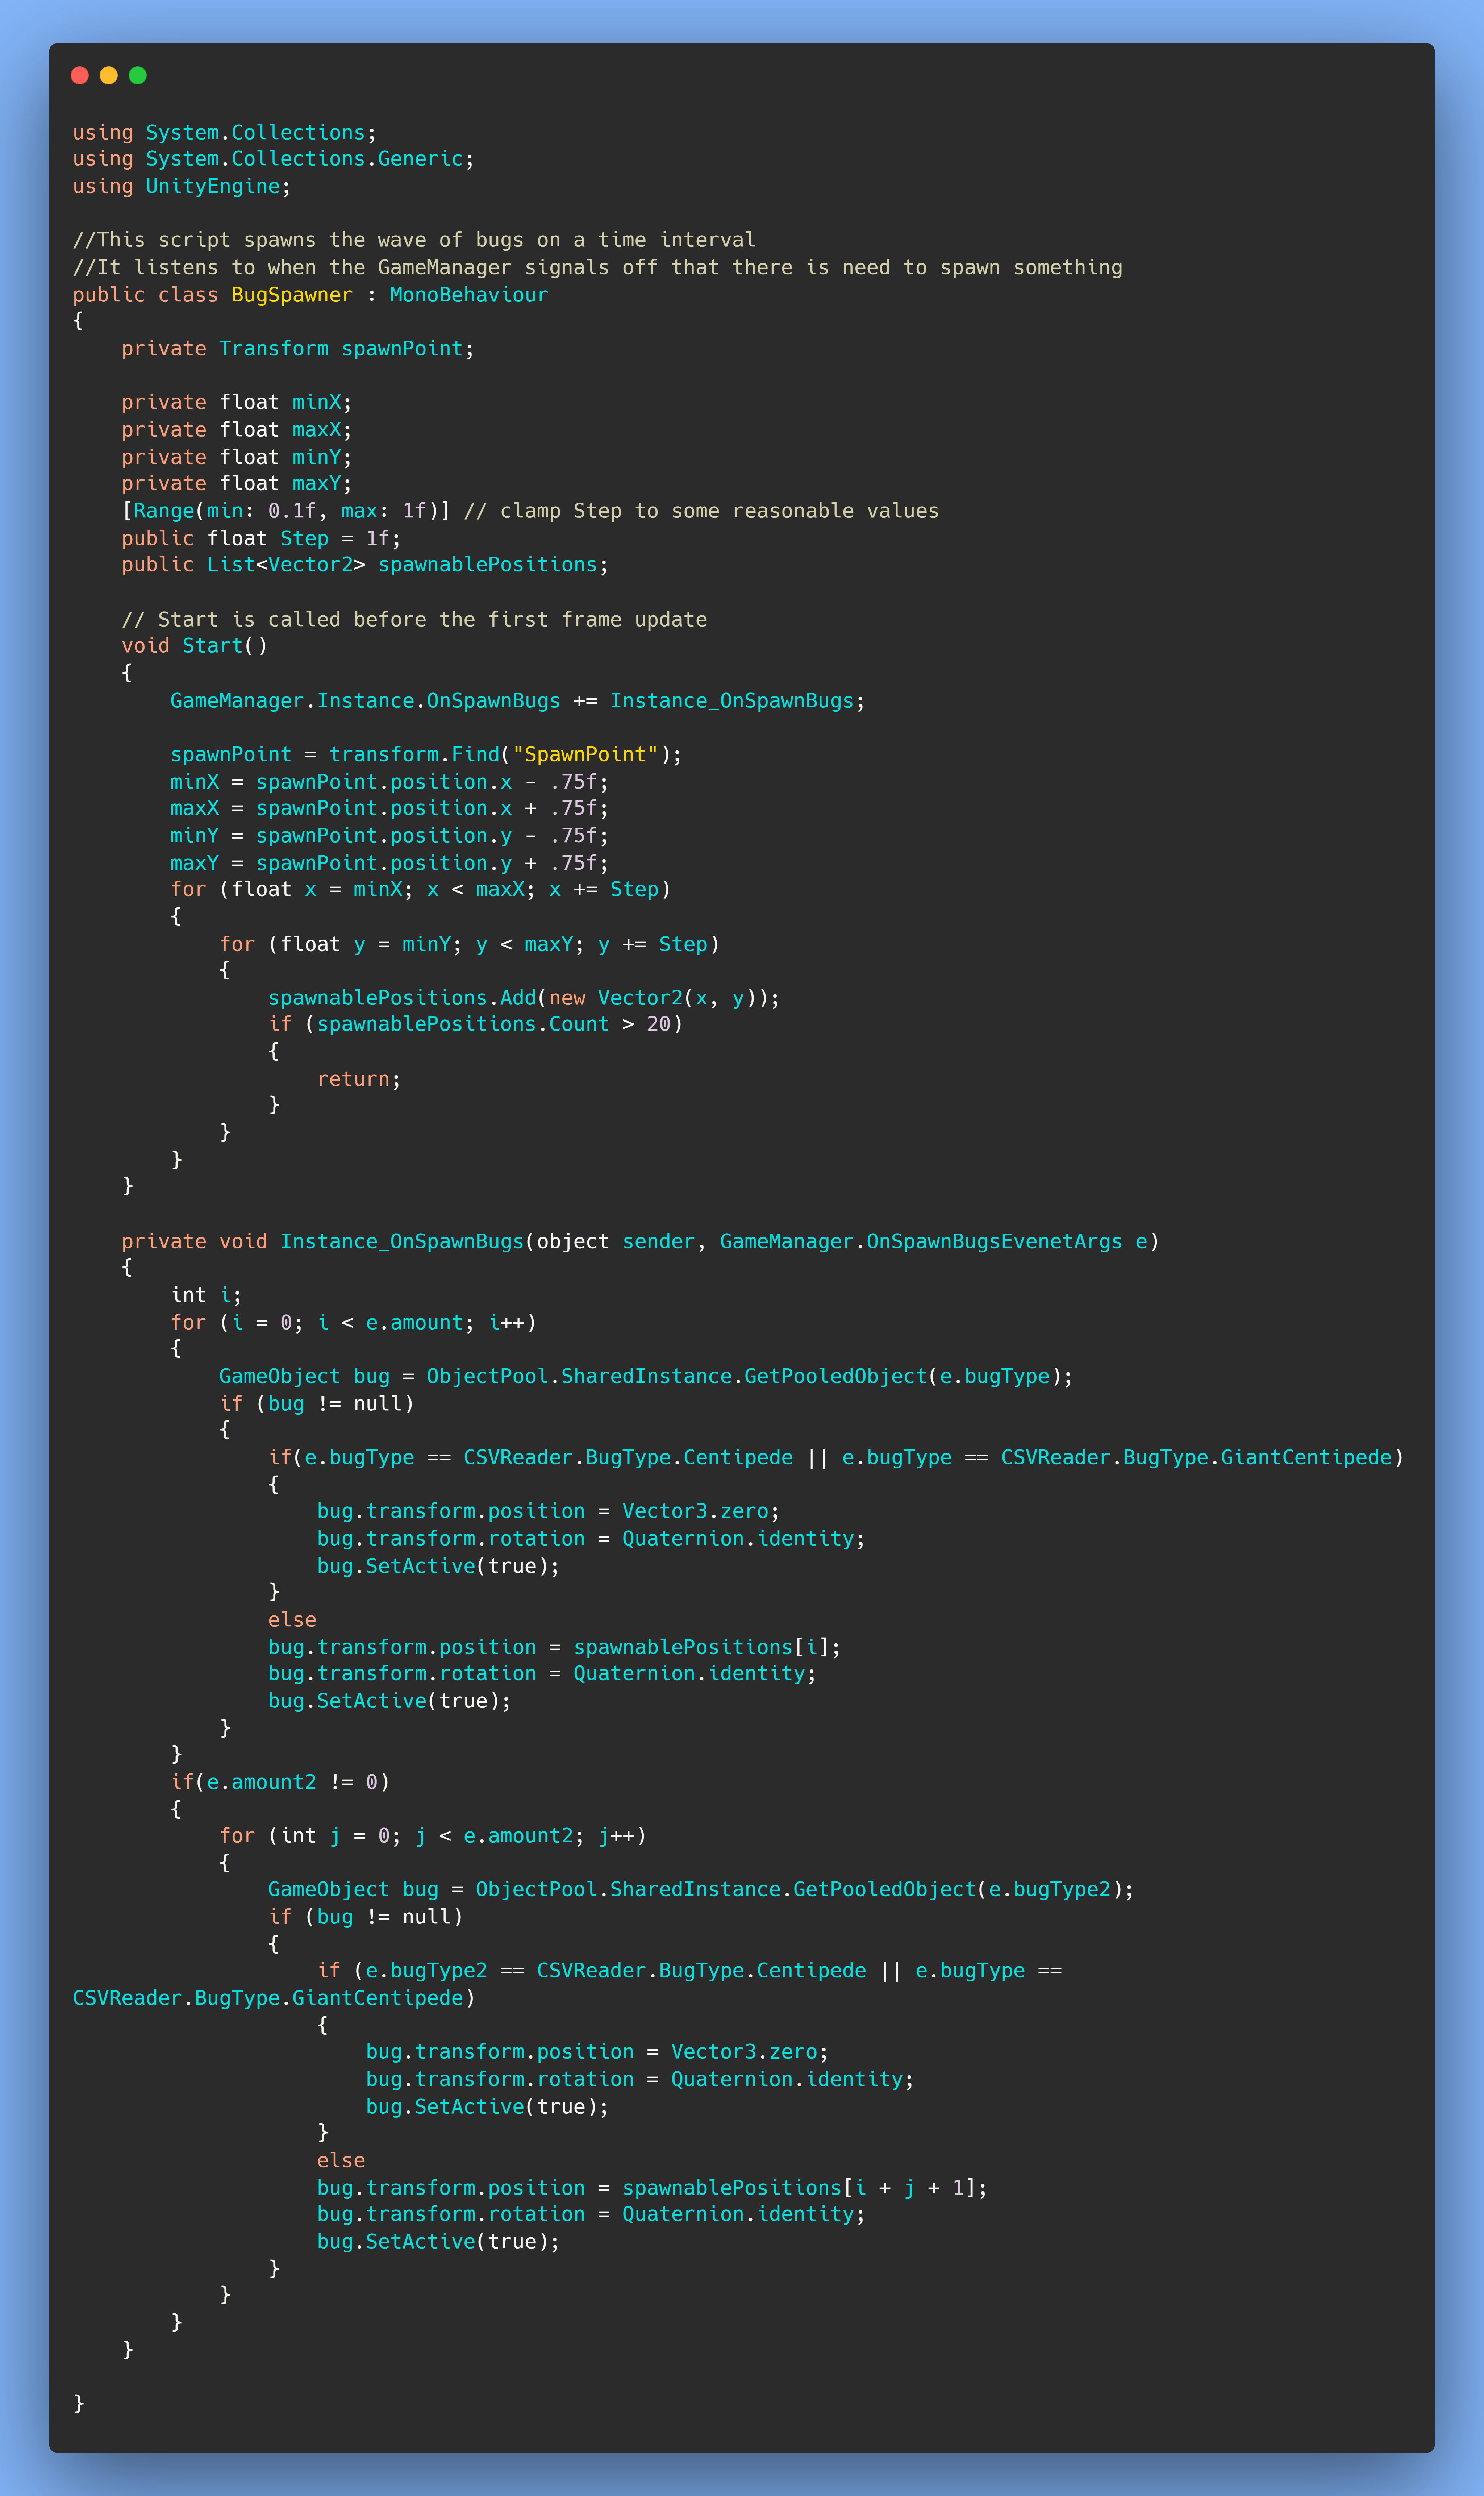 using System.Collections;
using System.Collections.Generic;
using UnityEngine;

//This script spawns the wave of bugs on a time interval
//It listens to when the GameManager signals off that there is need to spawn something
public class BugSpawner : MonoBehaviour
{
    private Transform spawnPoint;

    private float minX;
    private float maxX;
    private float minY;
    private float maxY;
    [Range(min: 0.1f, max: 1f)] // clamp Step to some reasonable values
    public float Step = 1f;
    public List<Vector2> spawnablePositions;

    // Start is called before the first frame update
    void Start()
    {
        GameManager.Instance.OnSpawnBugs += Instance_OnSpawnBugs;

        spawnPoint = transform.Find("SpawnPoint");
        minX = spawnPoint.position.x - .75f;
        maxX = spawnPoint.position.x + .75f;
        minY = spawnPoint.position.y - .75f;
        maxY = spawnPoint.position.y + .75f;
        for (float x = minX; x < maxX; x += Step)
        {
            for (float y = minY; y < maxY; y += Step)
            {
                spawnablePositions.Add(new Vector2(x, y));
                if (spawnablePositions.Count > 20)
                {
                    return;
                }
            }
        }
    }

    private void Instance_OnSpawnBugs(object sender, GameManager.OnSpawnBugsEvenetArgs e)
    {
        int i;
        for (i = 0; i < e.amount; i++)
        {
            GameObject bug = ObjectPool.SharedInstance.GetPooledObject(e.bugType);
            if (bug != null)
            {
                if(e.bugType == CSVReader.BugType.Centipede || e.bugType == CSVReader.BugType.GiantCentipede)
                {
                    bug.transform.position = Vector3.zero;
                    bug.transform.rotation = Quaternion.identity;
                    bug.SetActive(true);
                }
                else
                bug.transform.position = spawnablePositions[i];
                bug.transform.rotation = Quaternion.identity;
                bug.SetActive(true);
            }
        }
        if(e.amount2 != 0)
        {
            for (int j = 0; j < e.amount2; j++)
            {
                GameObject bug = ObjectPool.SharedInstance.GetPooledObject(e.bugType2);
                if (bug != null)
                {
                    if (e.bugType2 == CSVReader.BugType.Centipede || e.bugType ==
CSVReader.BugType.GiantCentipede)
                    {
                        bug.transform.position = Vector3.zero;
                        bug.transform.rotation = Quaternion.identity;
                        bug.SetActive(true);
                    }
                    else
                    bug.transform.position = spawnablePositions[i + j + 1];
                    bug.transform.rotation = Quaternion.identity;
                    bug.SetActive(true);
                }
            }
        }
    }

}